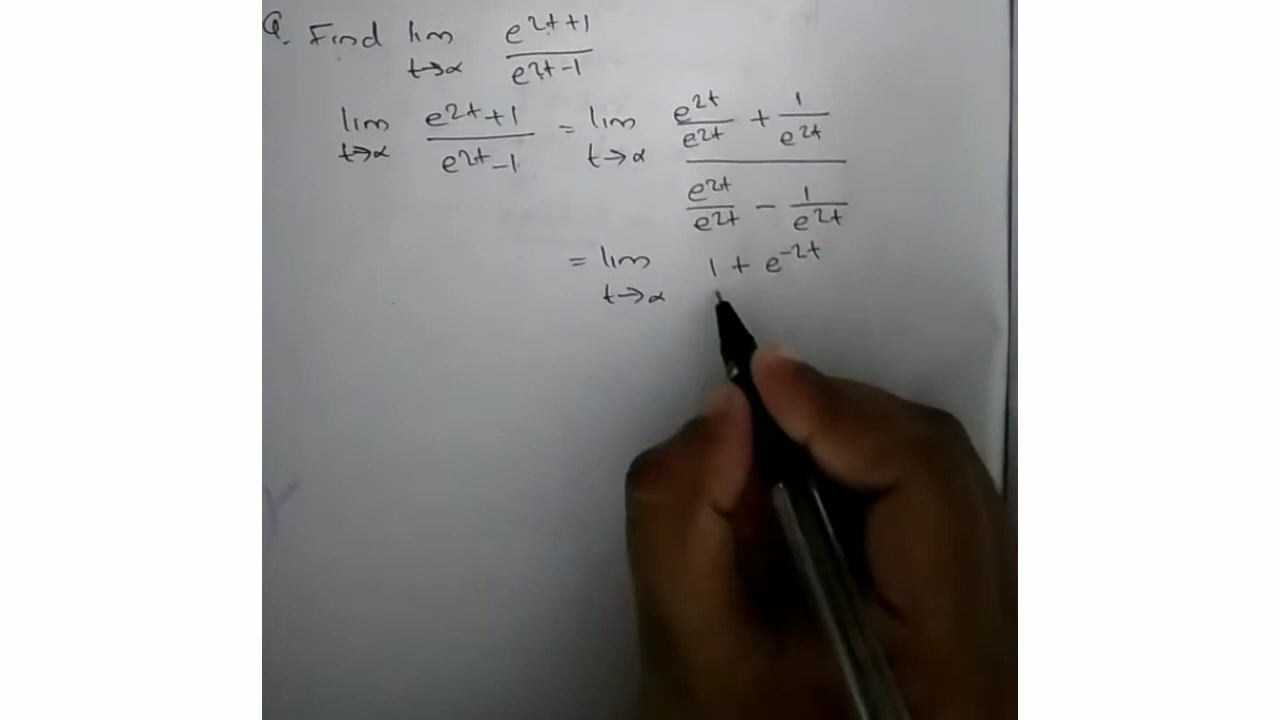 Q. Find lim t→∝ e^2t+1 / e^2t-1
lim t→∝ e^2t+1 / e^2t-1 = lim t→∝ (e^2t/e^2t + 1/e^2t) / (e^2t/e^2t - 1/e^2t)
= lim t→∝ 1 + e^-2t